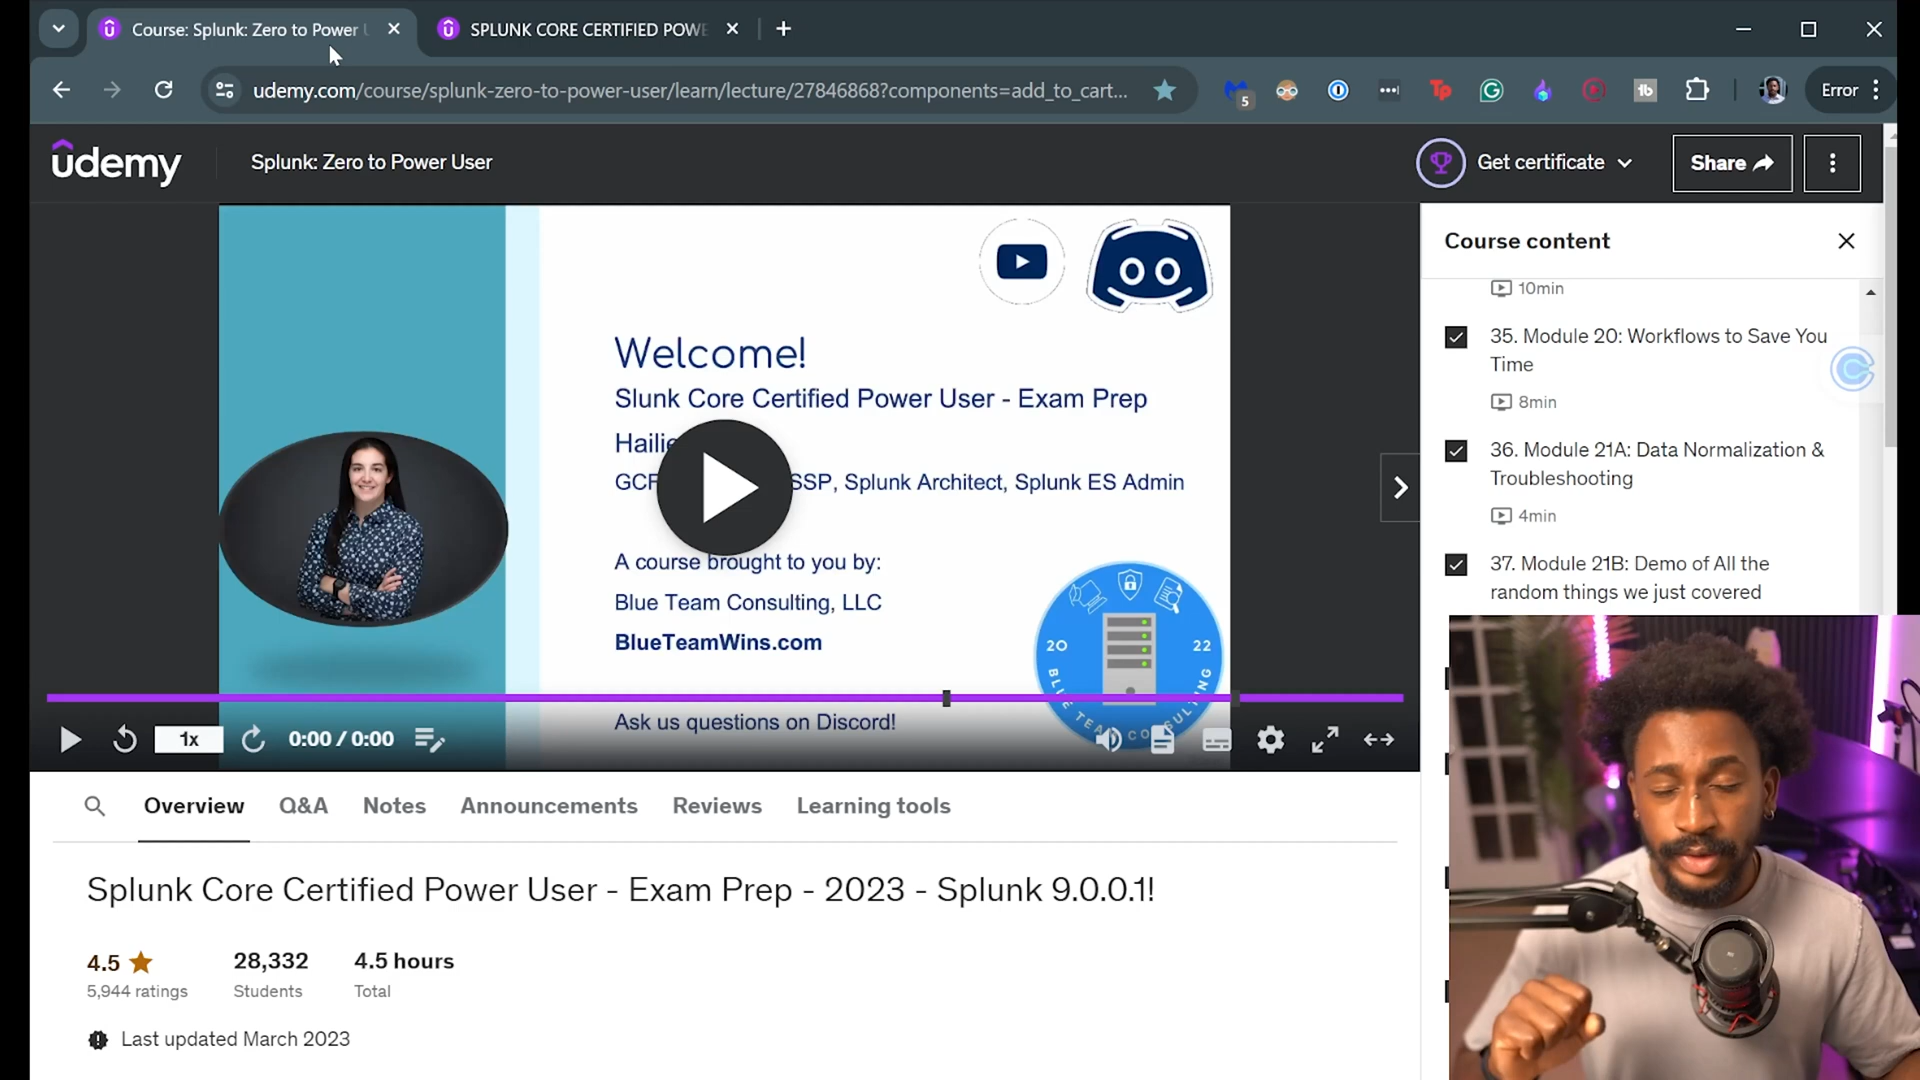 Course: Splunk: Zero to Power
SPLUNK CORE CERTIFIED POWE
udemy.com/course/splunk-zero-to-power-user/learn/lecture/27846868?components=add_to_cart...
5
Tp
tb
Error
udemy
Splunk: Zero to Power User
Get certificate
Share
Course content
10min
35. Module 20: Workflows to Save You
Time
8min
36. Module 21A: Data Normalization &
Troubleshooting
4min
37. Module 21B: Demo of All the
random things we just covered
Welcome!
Slunk Core Certified Power User - Exam Prep
Splunk Architect, Splunk ES Admin
A course brought to you by:
Blue Team Consulting, LLC
BlueTeamWins.com
20 22
BLUE TEAM CONSULTING
Ask us questions on Discord!
1x
0:00 / 0:00
Overview
Q&A
Notes
Announcements
Reviews
Learning tools
Splunk Core Certified Power User - Exam Prep - 2023 - Splunk 9.0.0.1!
4.5
5,944 ratings
28,332
Students
4.5 hours
Total
Last updated March 2023